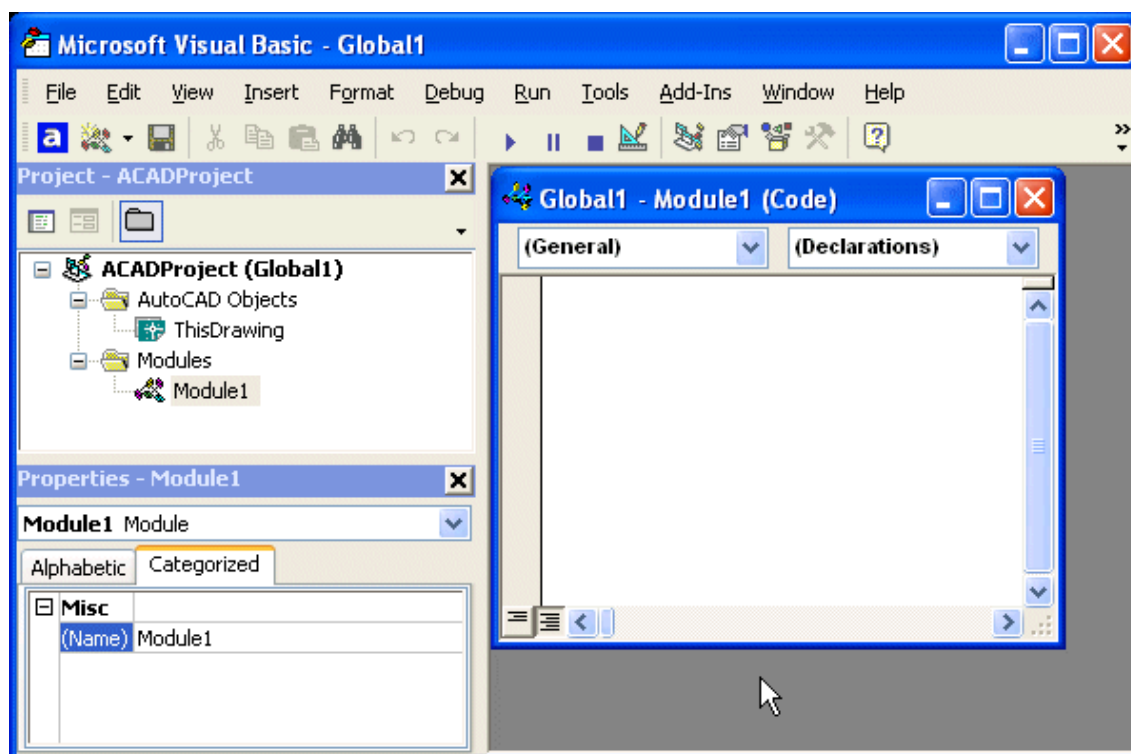 Microsoft Visual Basic - Global1
File Edit View Insert Format Debug Run Tools Add-Ins Window Help
Project - ACADProject
ACADProject (Global1)
AutoCAD Objects
ThisDrawing
Modules
Module1
Properties - Module1
Module1 Module
Alphabetic Categorized
Misc
(Name) Module1
Global1 - Module1 (Code)
(General) (Declarations)